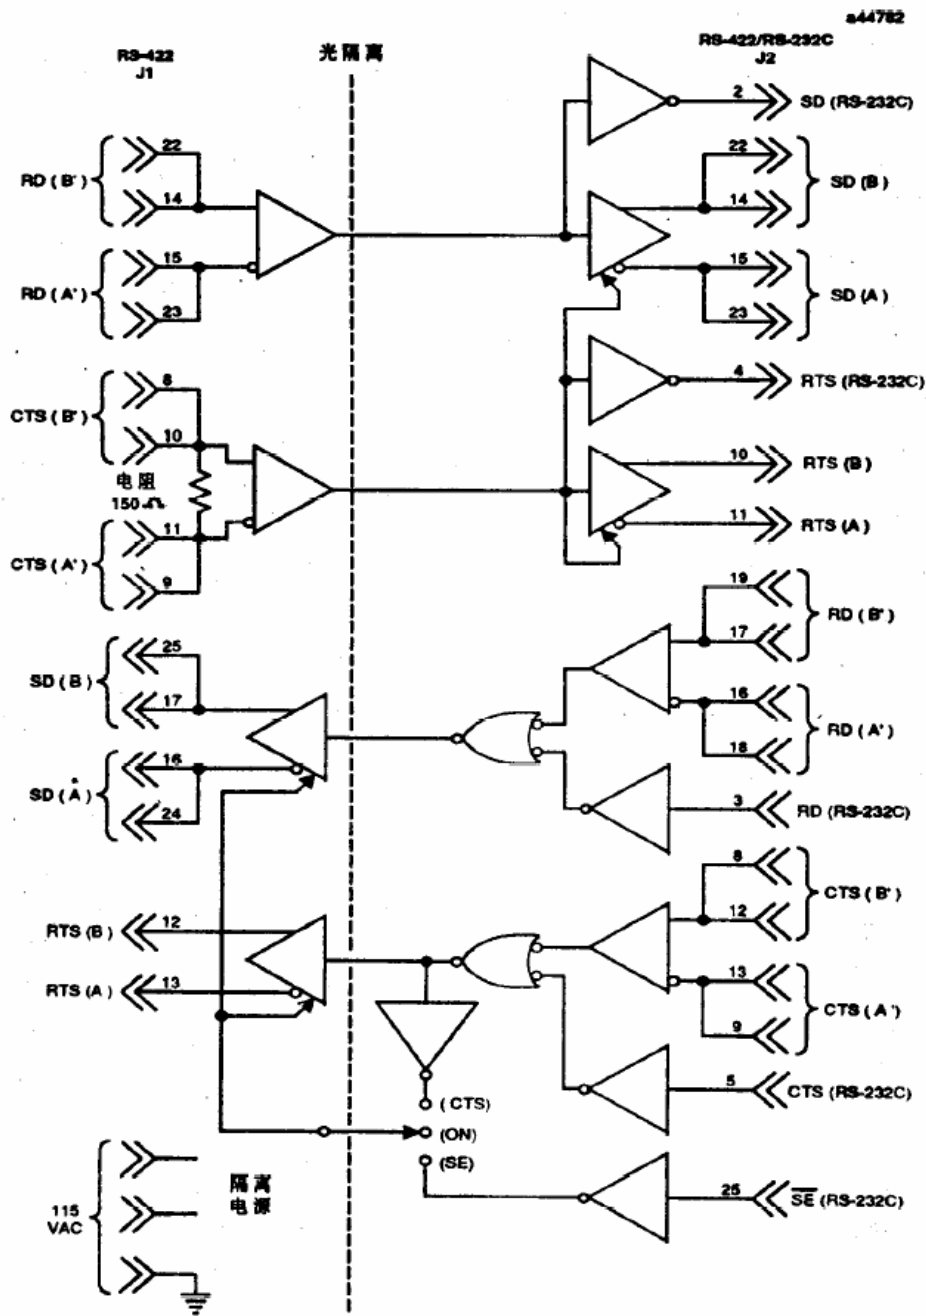 a44782
RS-422
J1
光隔离
RS-422/RS-232C
J2
2
SD (RS-232C)
22
RD (B')
14
22
SD (B)
14
15
RD (A')
23
15
SD (A)
23
8
CTS (B')
10
4
RTS (RS-232C)
电阻
150Ω
10
RTS (B)
11
CTS (A')
9
11
RTS (A)
19
RD (B')
17
25
SD (B)
17
16
RD (A')
18
16
SD (A)
24
3
RD (RS-232C)
8
CTS (B')
12
RTS (B)
12
RTS (A)
13
13
CTS (A')
9
5
CTS (RS-232C)
(CTS)
(ON)
(SE)
隔离
电源
25
SE (RS-232C)
115
VAC